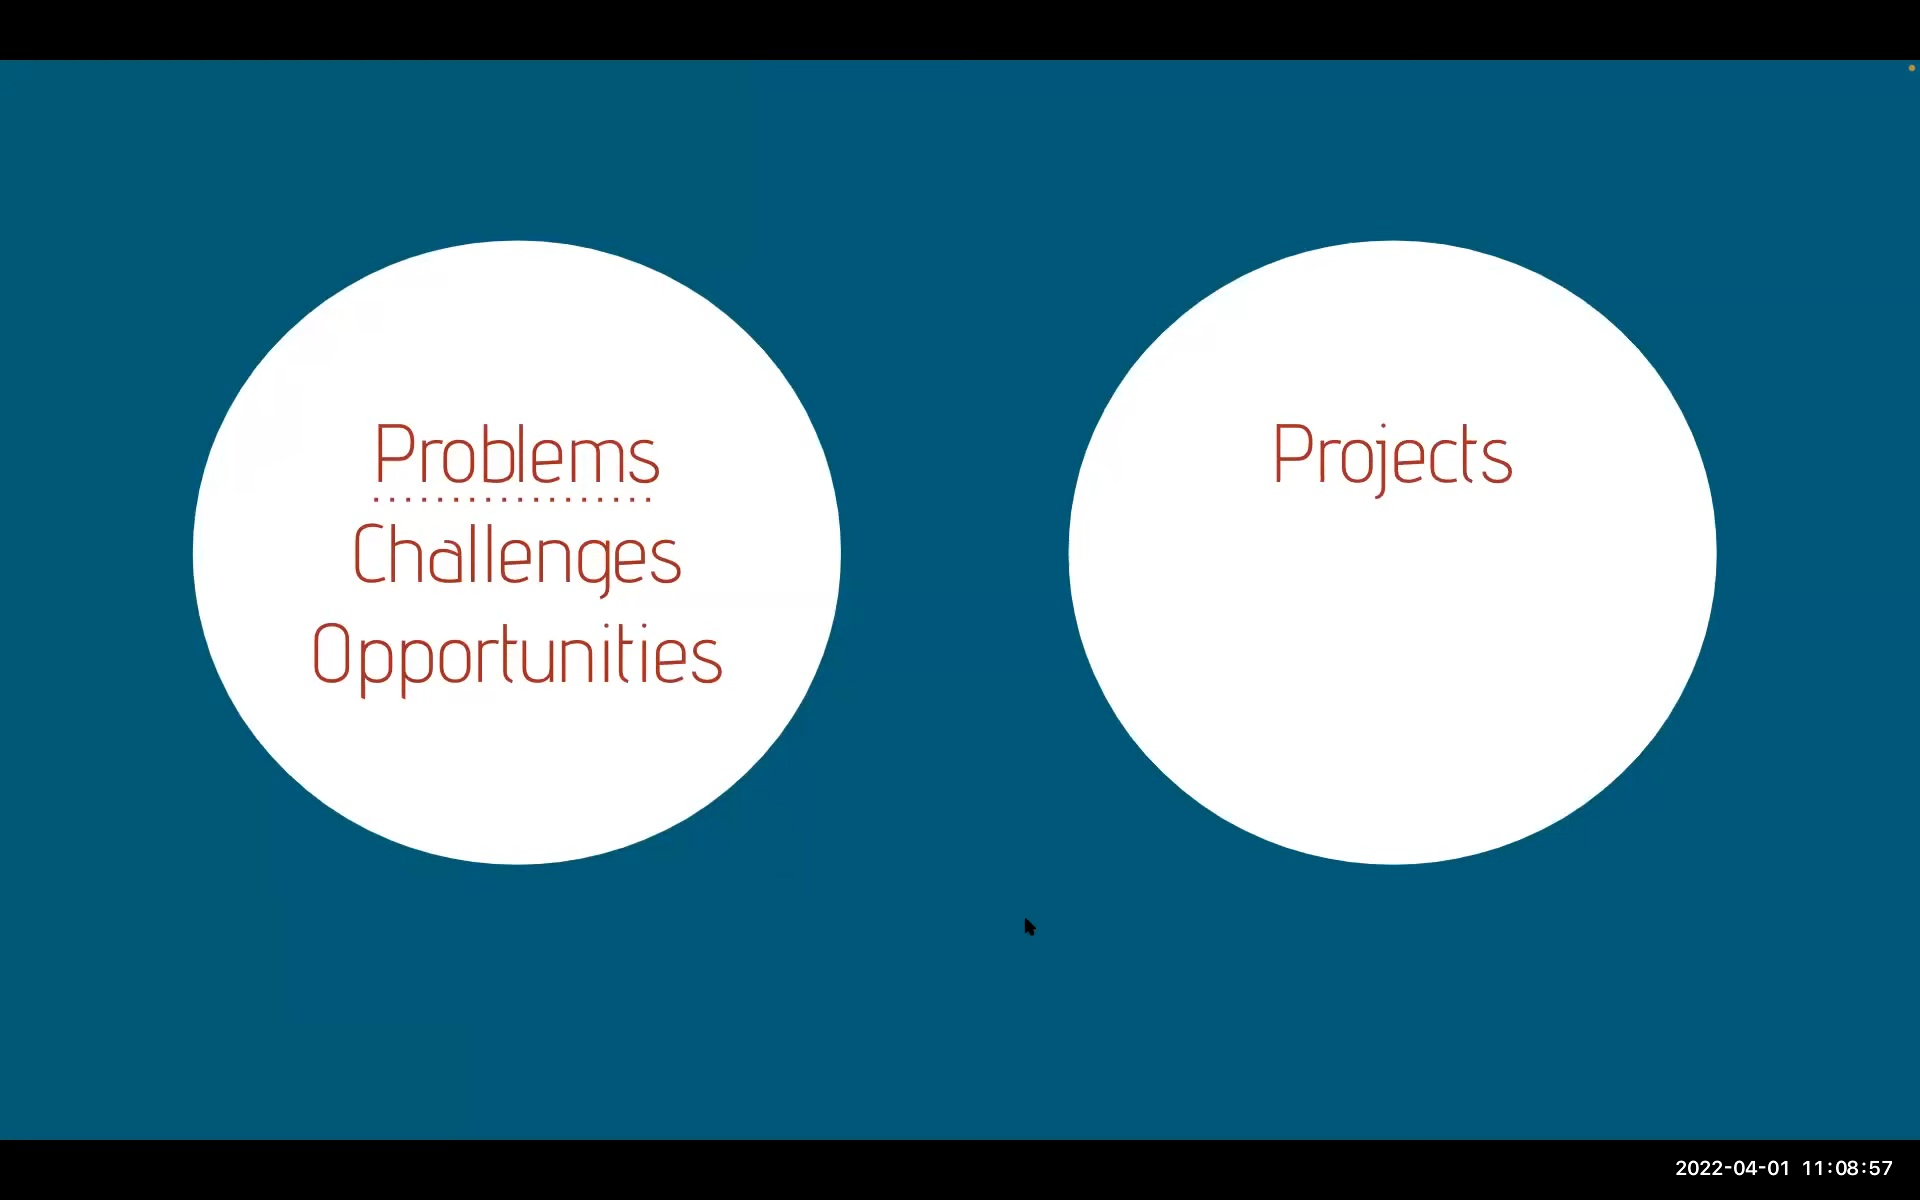 Problems
Challenges
Opportunities
Projects
2022-04-01 11:08:57